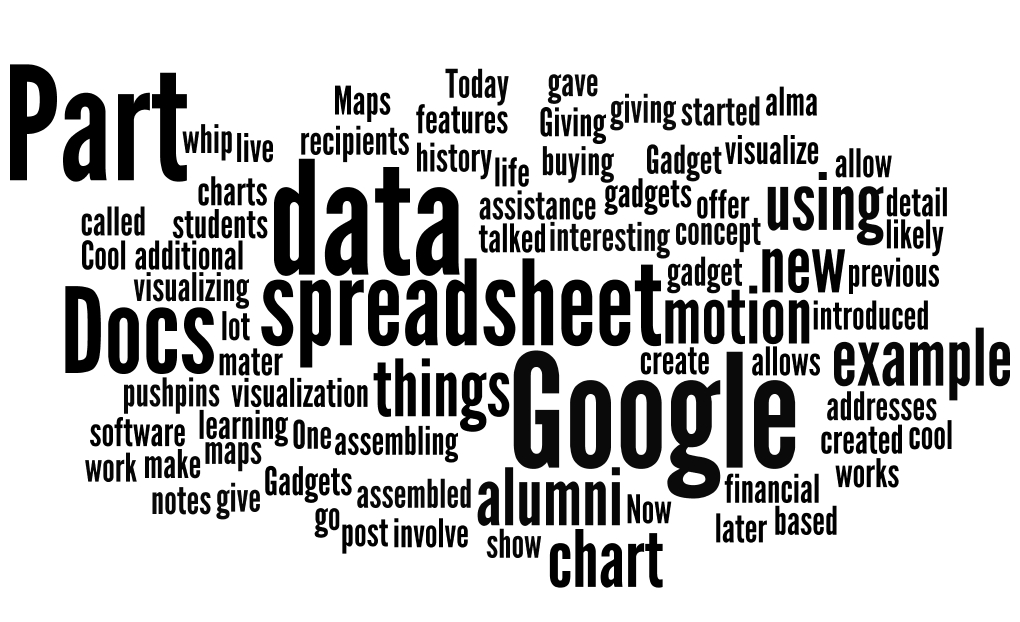 Part
Today
gave
Maps
features
Giving
giving
started
alma
whip
live
recipients
history
life
buying
Gadget
visualize
allow
charts
data
assistance
gadgets
offer
using
detail
called
students
talked
interesting
concept
likely
Cool
additional
gadget
new
previous
visualizing
Docs
lot
spreadsheet
motion
introduced
mater
create
allows
example
pushpins
visualization
things
Google
addresses
software
learning
One
assembling
created
cool
work
make
maps
works
notes
give
Gadgets
assembled
alumni
Now
financial
go
post
involve
later
based
show
chart